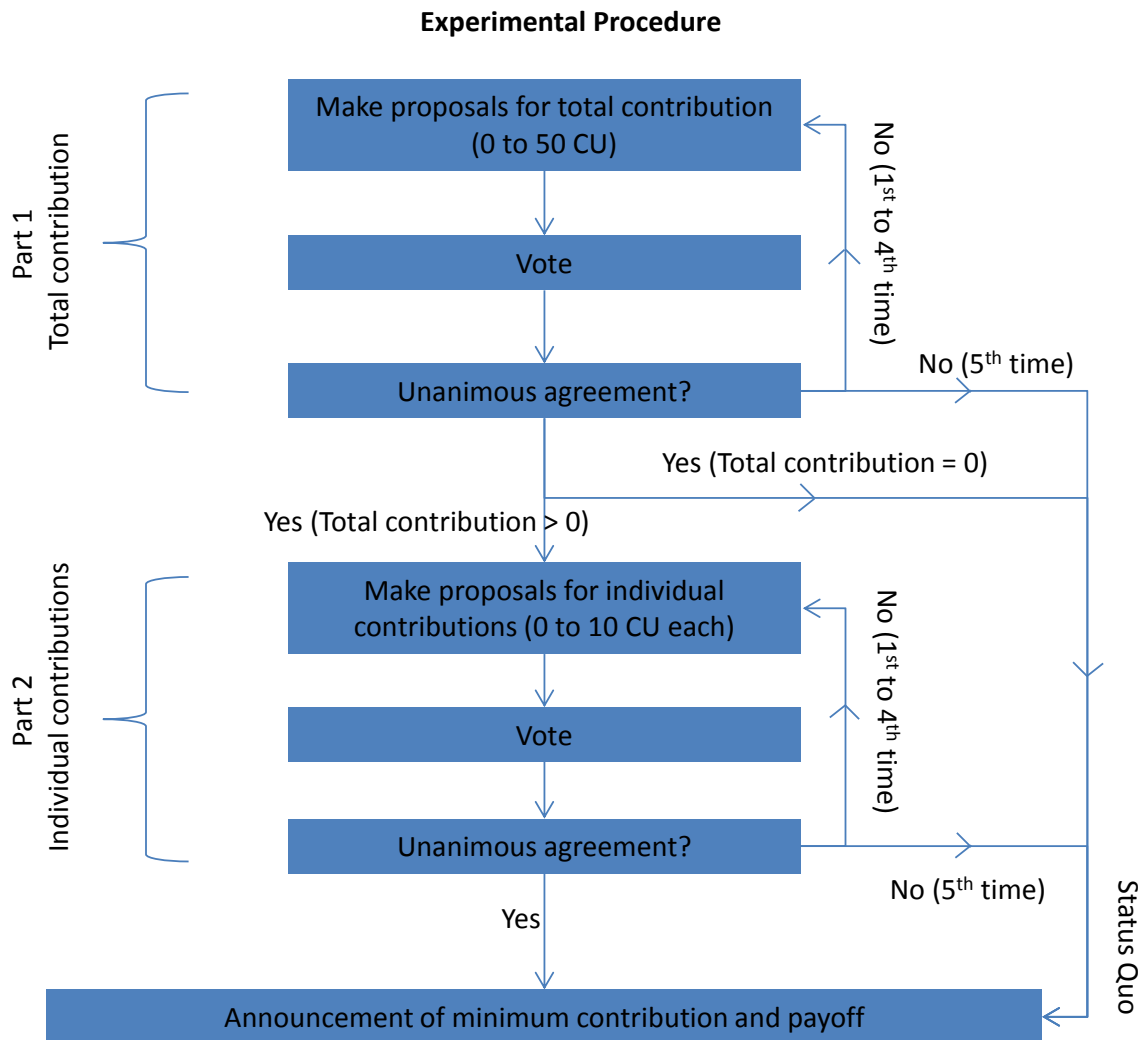 Experimental Procedure
Part 1
Total contribution
Make proposals for total contribution
(0 to 50 CU)
Vote
Unanimous agreement?
No (1st to 4th time)
No (5th time)
Yes (Total contribution = 0)
Yes (Total contribution > 0)
Part 2
Individual contributions
Make proposals for individual
contributions (0 to 10 CU each)
Vote
Unanimous agreement?
No (1st to 4th time)
No (5th time)
Yes
Status Quo
Announcement of minimum contribution and payoff